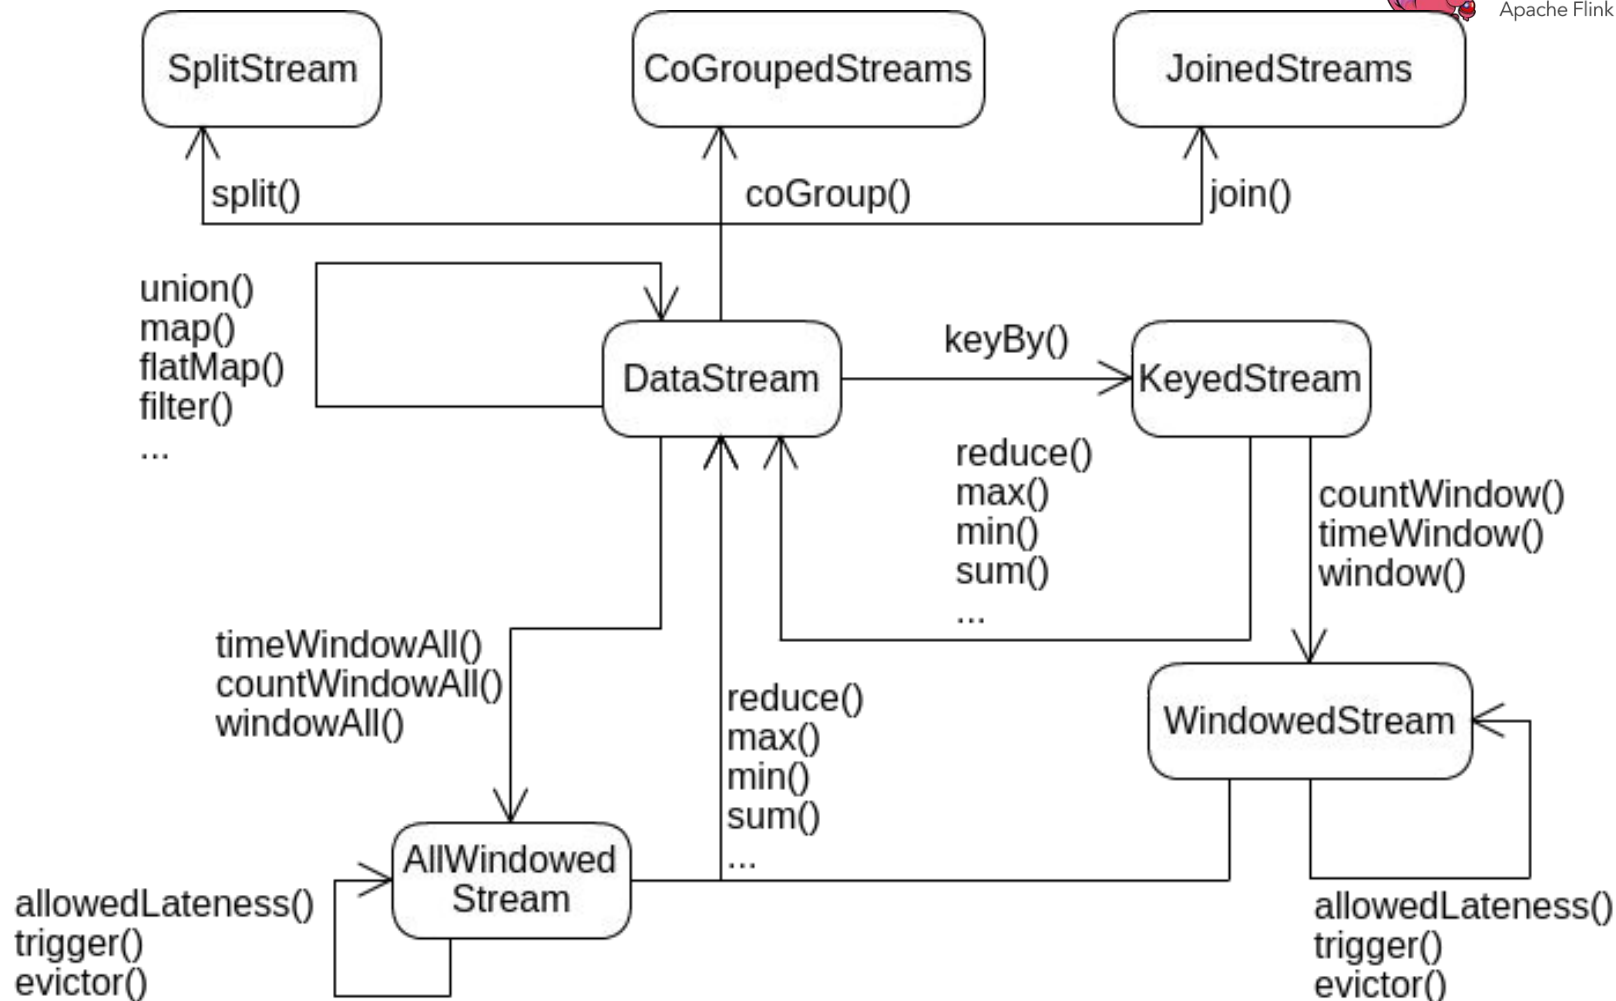 Apache Flink
SplitStream
CoGroupedStreams
JoinedStreams
split()
coGroup()
join()
union()
map()
flatMap()
filter()
...
DataStream
keyBy()
KeyedStream
reduce()
max()
min()
sum()
...
countWindow()
timeWindow()
window()
timeWindowAll()
countWindowAll()
windowAll()
reduce()
max()
min()
sum()
...
WindowedStream
AllWindowed
Stream
allowedLateness()
trigger()
evictor()
allowedLateness()
trigger()
evictor()